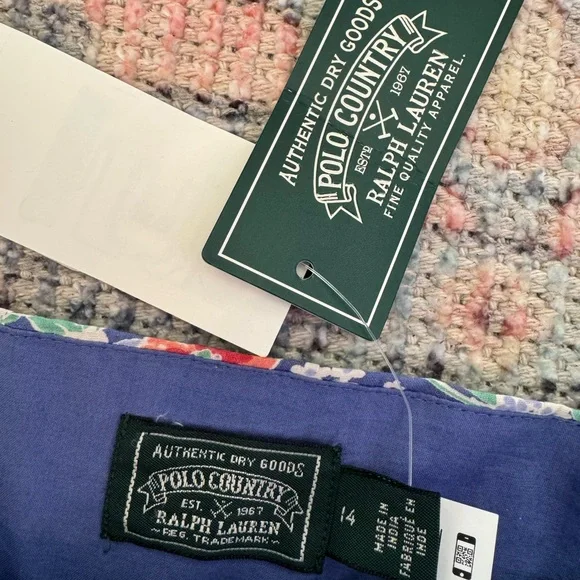 AUTHENTIC DRY GOODS
POLO COUNTRY
ESTD 1967
RALPH LAUREN
FINE QUALITY APPAREL.
AUTHENTIC DRY GOODS
POLO COUNTRY
EST. 1967
RALPH LAUREN
~REG. TRADEMARK~
14
MADE IN
INDIA
FABRIQUE EN
INDE